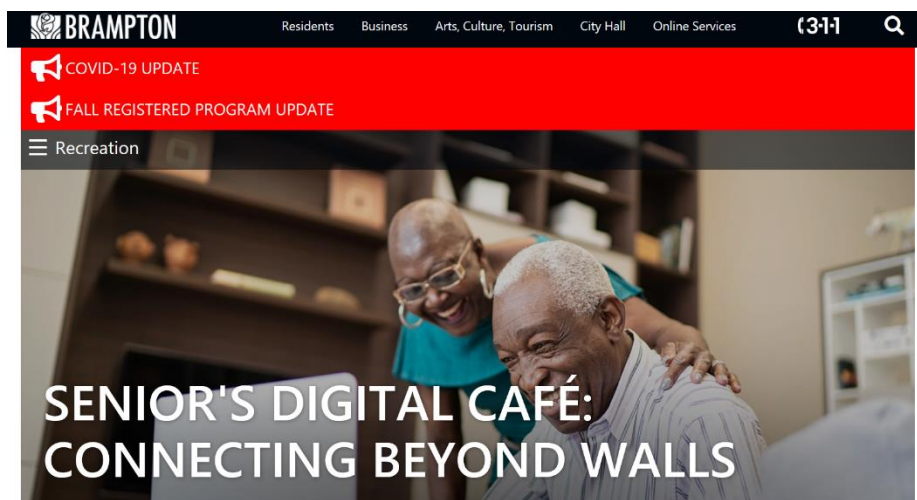 BRAMPTON Residents Business Arts, Culture, Tourism City Hall Online Services 311
COVID-19 UPDATE
FALL REGISTERED PROGRAM UPDATE
Recreation
SENIOR'S DIGITAL CAFÉ:
CONNECTING BEYOND WALLS